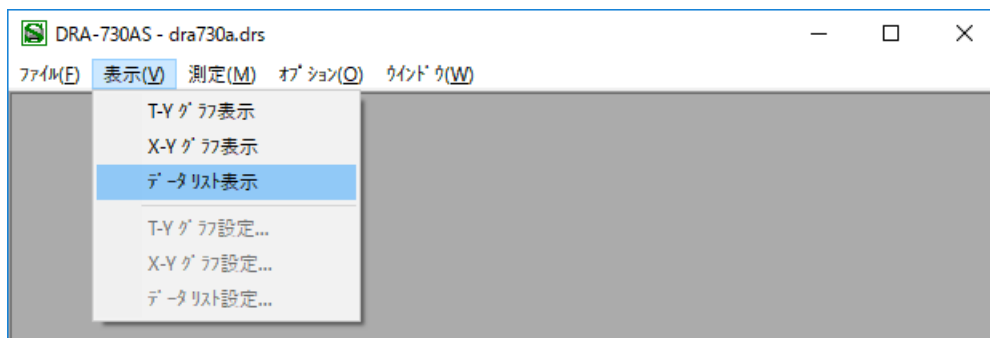 DRA-730AS - dra730a.drs
ﾌｧｲﾙ(F) 表示(V) 測定(M) ｵﾌﾟｼｮﾝ(O) ｳｲﾝﾄﾞｳ(W)
T-Y ｸﾞﾗﾌ表示
X-Y ｸﾞﾗﾌ表示
ﾃﾞｰﾀﾘｽﾄ表示
T-Y ｸﾞﾗﾌ設定...
X-Y ｸﾞﾗﾌ設定...
ﾃﾞｰﾀﾘｽﾄ設定...